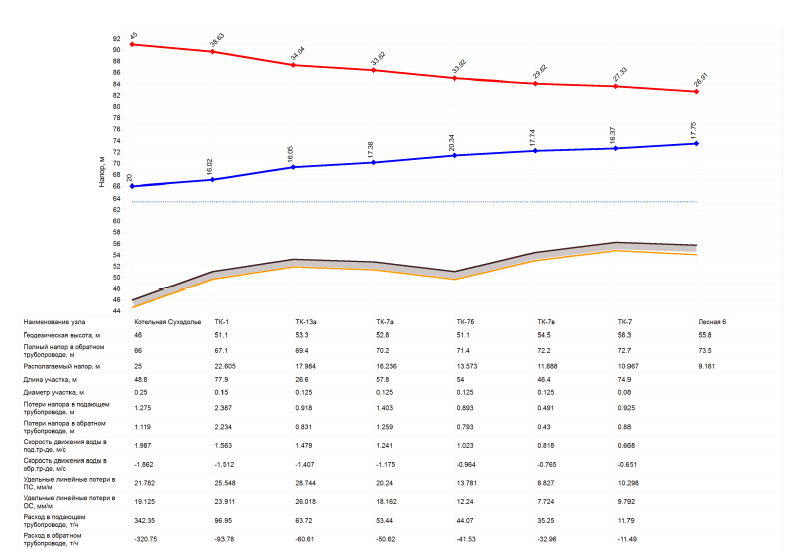 92
90
88
86
84
82
80
78
76
74
72
70
68
66
64
62
60
58
56
54
52
50
48
46
44
Напор, м
45
38.63
34.04
33.62
33.92
29.62
27.33
26.91
20
16.02
16.05
17.38
20.34
17.74
16.37
17.75
Наименование узла Котельная Суходолье ТК-1 ТК-13а ТК-7а ТК-7б ТК-7в ТК-7 Лесная 6
Геодезическая высота, м 46 51.1 53.3 52.8 51.1 54.5 56.3 55.8
Полный напор в обратном
трубопроводе, м 66 67.1 69.4 70.2 71.4 72.2 72.7 73.5
Располагаемый напор, м 25 22.605 17.984 16.236 13.573 11.888 10.967 9.161
Длина участка, м 48.8 77.9 26.6 57.8 54 46.4 74.9
Диаметр участка, м 0.25 0.15 0.125 0.125 0.125 0.125 0.08
Потери напора в подающем
трубопроводе, м 1.275 2.387 0.918 1.403 0.893 0.491 0.925
Потери напора в обратном
трубопроводе, м 1.119 2.234 0.831 1.259 0.793 0.43 0.88
Скорость движения воды в
под.тр-де, м/с 1.987 1.563 1.479 1.241 1.023 0.818 0.668
Скорость движения воды в
обр.тр-де, м/с -1.862 -1.512 -1.407 -1.175 -0.964 -0.765 -0.651
Удельные линейные потери в
ПС, мм/м 21.782 25.548 28.744 20.24 13.781 8.827 10.298
Удельные линейные потери в
ОС, мм/м 19.125 23.911 26.018 18.162 12.24 7.724 9.792
Расход в подающем
трубопроводе, т/ч 342.35 96.95 63.72 53.44 44.07 35.25 11.79
Расход в обратном
трубопроводе, т/ч -320.75 -93.78 -60.61 -50.62 -41.53 -32.96 -11.49